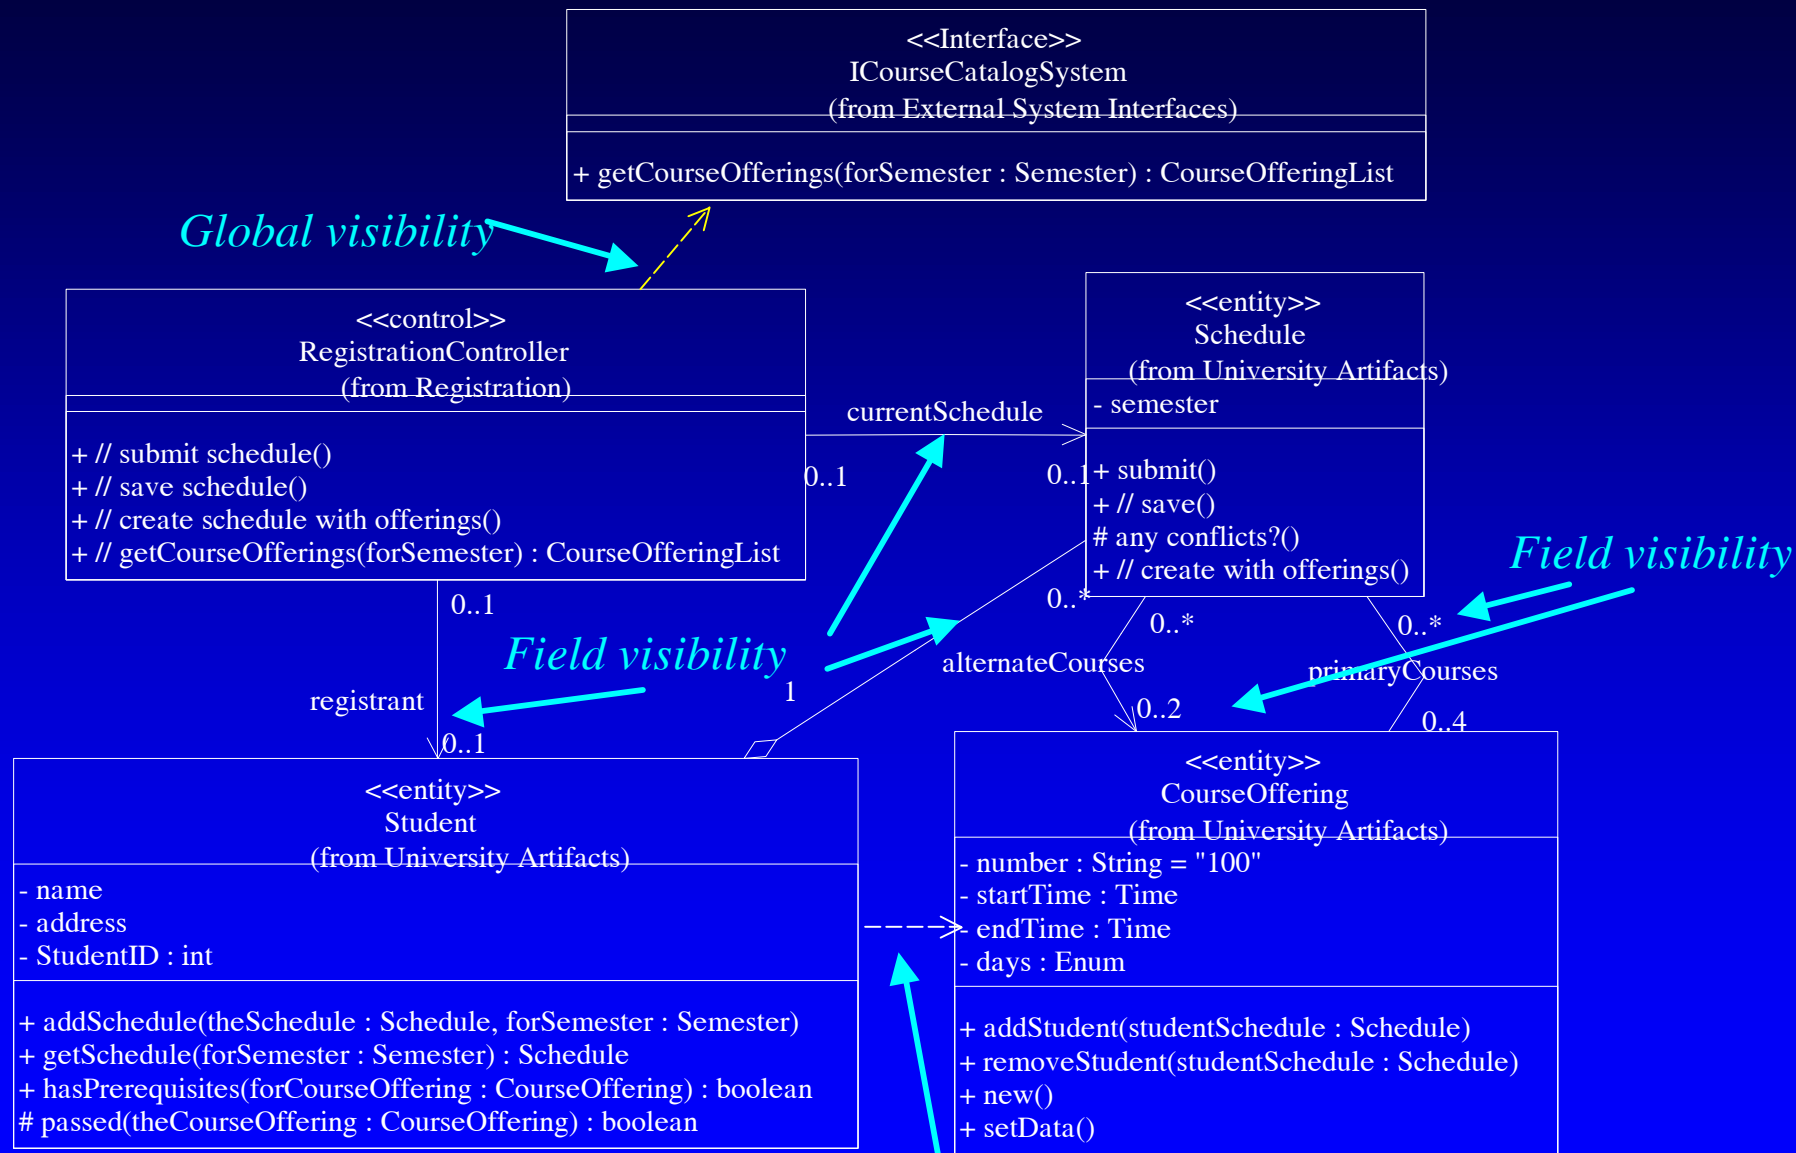 <<Interface>>
ICourseCatalogSystem
(from External System Interfaces)
+ getCourseOfferings(forSemester : Semester) : CourseOfferingList
Global visibility
<<control>>
RegistrationController
(from Registration)
+ // submit schedule()
+ // save schedule()
+ // create schedule with offerings()
+ // getCourseOfferings(forSemester) : CourseOfferingList
currentSchedule
0..1
0..1
<<entity>>
Schedule
(from University Artifacts)
- semester
+ submit()
+ // save()
# any conflicts?()
+ // create with offerings()
Field visibility
0..1
0..*
0..*
0..*
Field visibility
alternateCourses
primaryCourses
registrant
1
0..2
0..4
0..1
<<entity>>
Student
(from University Artifacts)
- name
- address
- StudentID : int
+ addSchedule(theSchedule : Schedule, forSemester : Semester)
+ getSchedule(forSemester : Semester) : Schedule
+ hasPrerequisites(forCourseOffering : CourseOffering) : boolean
# passed(theCourseOffering : CourseOffering) : boolean
<<entity>>
CourseOffering
(from University Artifacts)
- number : String = "100"
- startTime : Time
- endTime : Time
- days : Enum
+ addStudent(studentSchedule : Schedule)
+ removeStudent(studentSchedule : Schedule)
+ new()
+ setData()